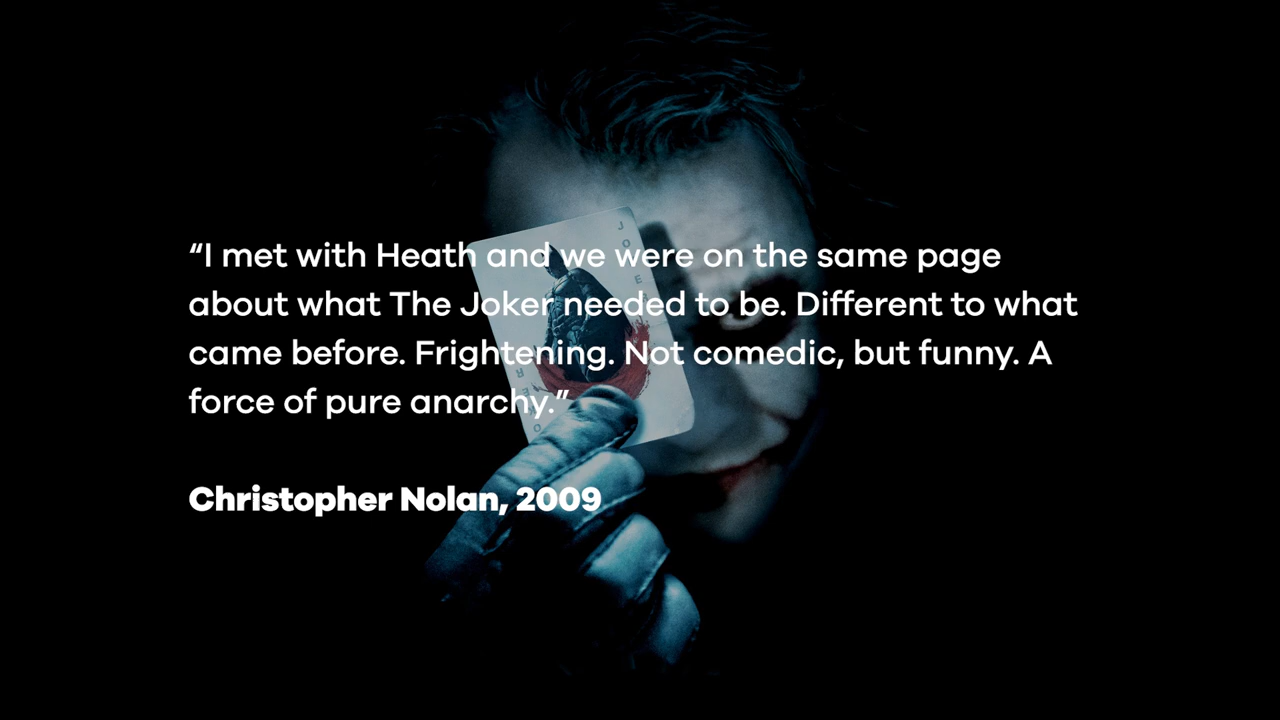 “I met with Heath and we were on the same page
about what The Joker needed to be. Different to what
came before. Frightening. Not comedic, but funny. A
force of pure anarchy.”
Christopher Nolan, 2009